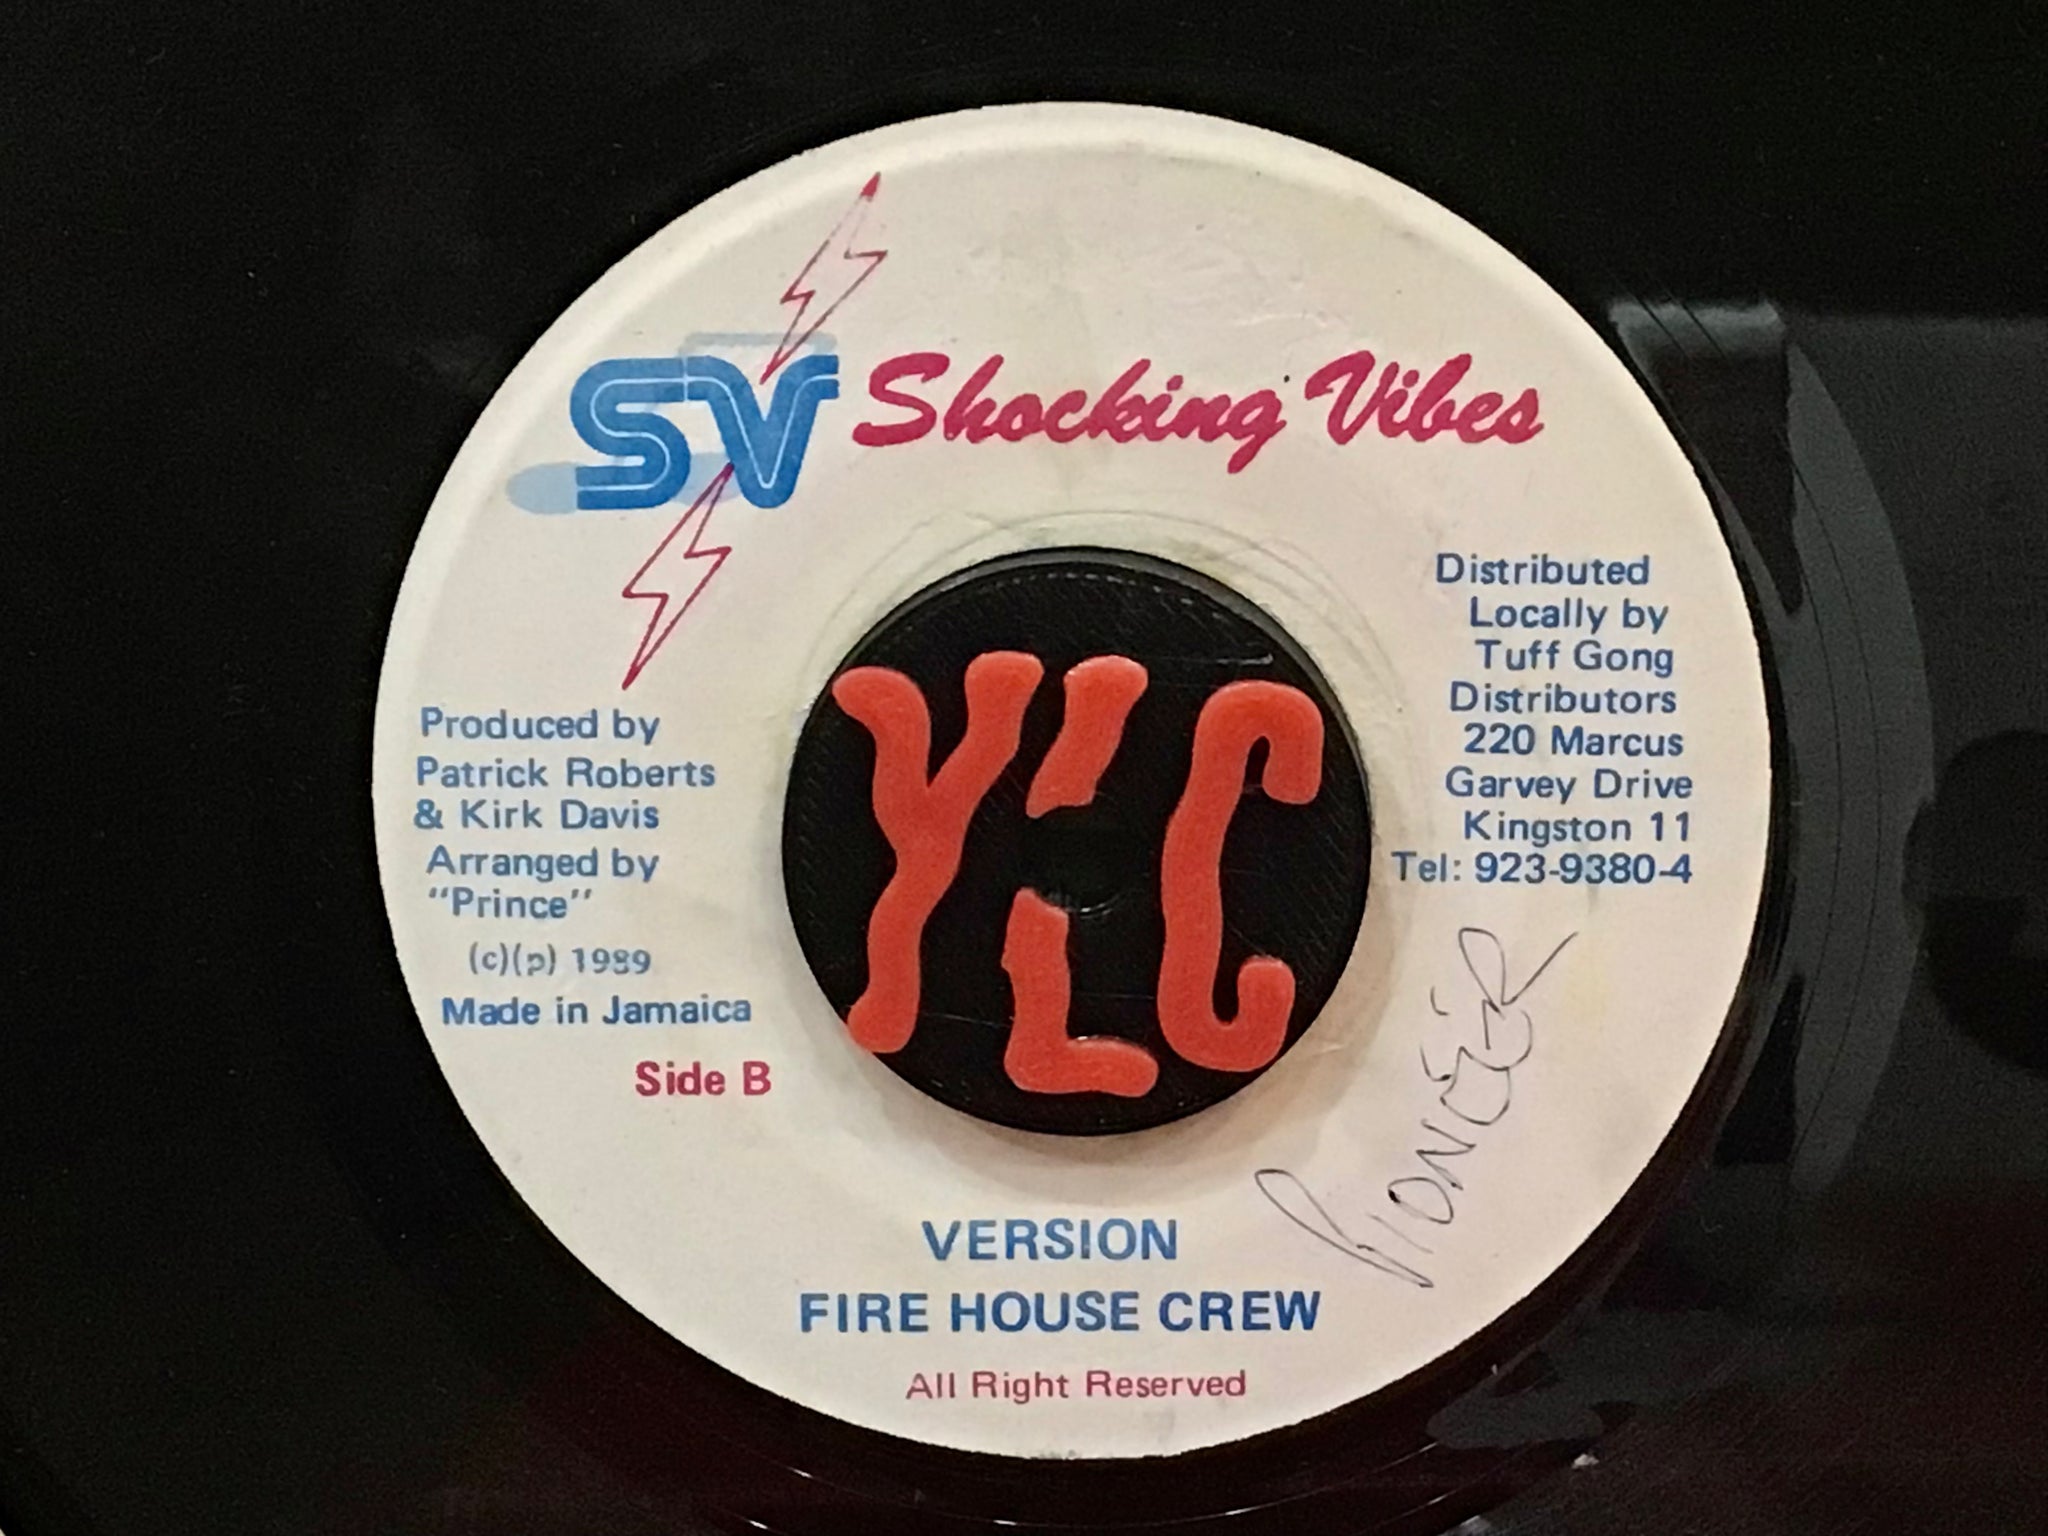 SV Shocking Vibes
Distributed
Locally by
Tuff Gong
Distributors
220 Marcus
Garvey Drive
Kingston 11
Tel: 923-9380-4
Produced by
Patrick Roberts
& Kirk Davis
Arranged by
"Prince"
(c)(p) 1989
Made in Jamaica
Side B
Y'LC
PIONEER
VERSION
FIRE HOUSE CREW
All Right Reserved